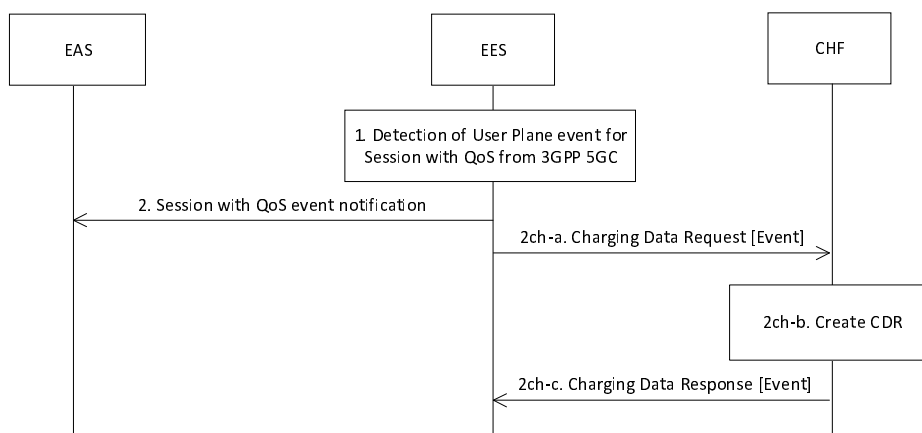 EAS
EES
CHF
1. Detection of User Plane event for
Session with QoS from 3GPP 5GC
2. Session with QoS event notification
2ch-a. Charging Data Request [Event]
2ch-b. Create CDR
2ch-c. Charging Data Response [Event]